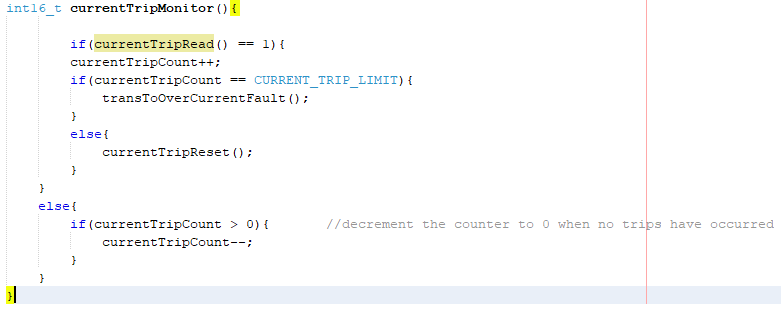 int16_t currentTripMonitor(){
if(currentTripRead() == 1){
currentTripCount++;
if(currentTripCount == CURRENT_TRIP_LIMIT){
transToOverCurrentFault();
}
else{
currentTripReset();
}
}
else{
if(currentTripCount > 0){ //decrement the counter to 0 when no trips have occurred
currentTripCount--;
}
}
}